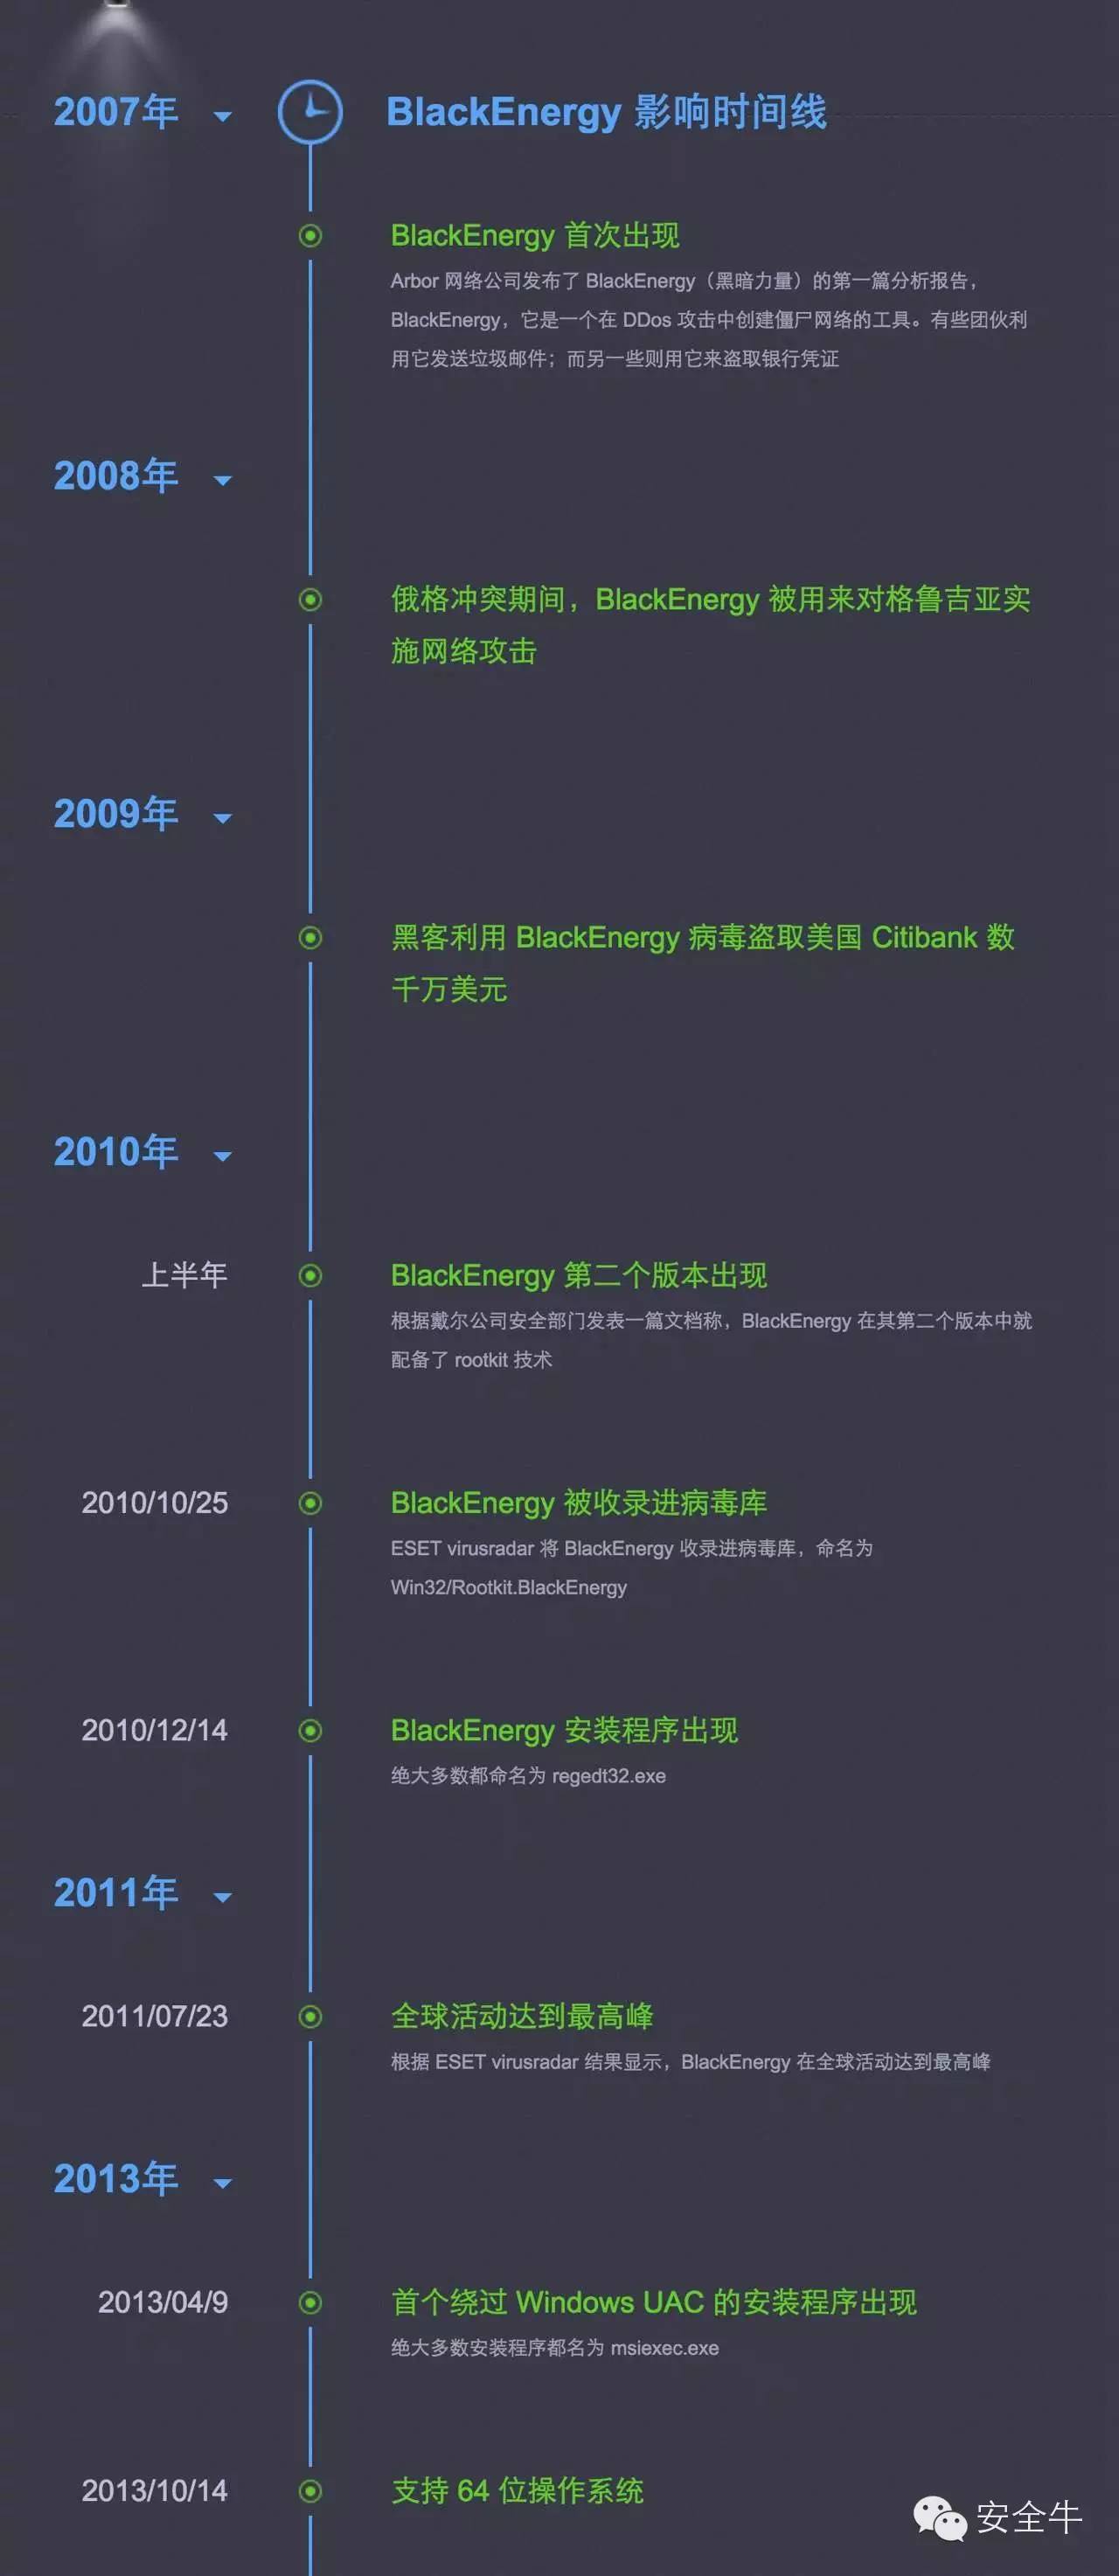 2007年
BlackEnergy 影响时间线
BlackEnergy 首次出现
Arbor 网络公司发布了 BlackEnergy（黑暗力量）的第一篇分析报告，
BlackEnergy，它是一个在 DDos 攻击中创建僵尸网络的工具。有些团伙利
用它发送垃圾邮件；而另一些则用它来盗取银行凭证
2008年
俄格冲突期间，BlackEnergy 被用来对格鲁吉亚实
施网络攻击
2009年
黑客利用 BlackEnergy 病毒盗取美国 Citibank 数
千万美元
2010年
上半年
BlackEnergy 第二个版本出现
根据戴尔公司安全部门发表一篇文档称，BlackEnergy 在其第二个版本中就
配备了 rootkit 技术
2010/10/25
BlackEnergy 被收录进病毒库
ESET virusradar 将 BlackEnergy 收录进病毒库，命名为
Win32/Rootkit.BlackEnergy
2010/12/14
BlackEnergy 安装程序出现
绝大多数都命名为 regedt32.exe
2011年
2011/07/23
全球活动达到最高峰
根据 ESET virusradar 结果显示，BlackEnergy 在全球活动达到最高峰
2013年
2013/04/9
首个绕过 Windows UAC 的安装程序出现
绝大多数安装程序都名为 msiexec.exe
2013/10/14
支持 64 位操作系统
安全牛